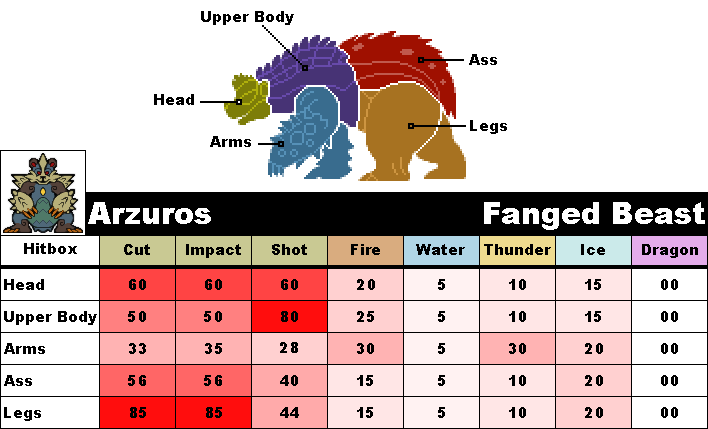 Upper Body
Ass
Head
Arms
Legs
Arzuros Fanged Beast
Hitbox Cut Impact Shot Fire Water Thunder Ice Dragon
Head 60 60 60 20 5 10 15 00
Upper Body 50 50 80 25 5 10 15 00
Arms 33 35 28 30 5 30 20 00
Ass 56 56 40 15 5 10 20 00
Legs 85 85 44 15 5 10 20 00